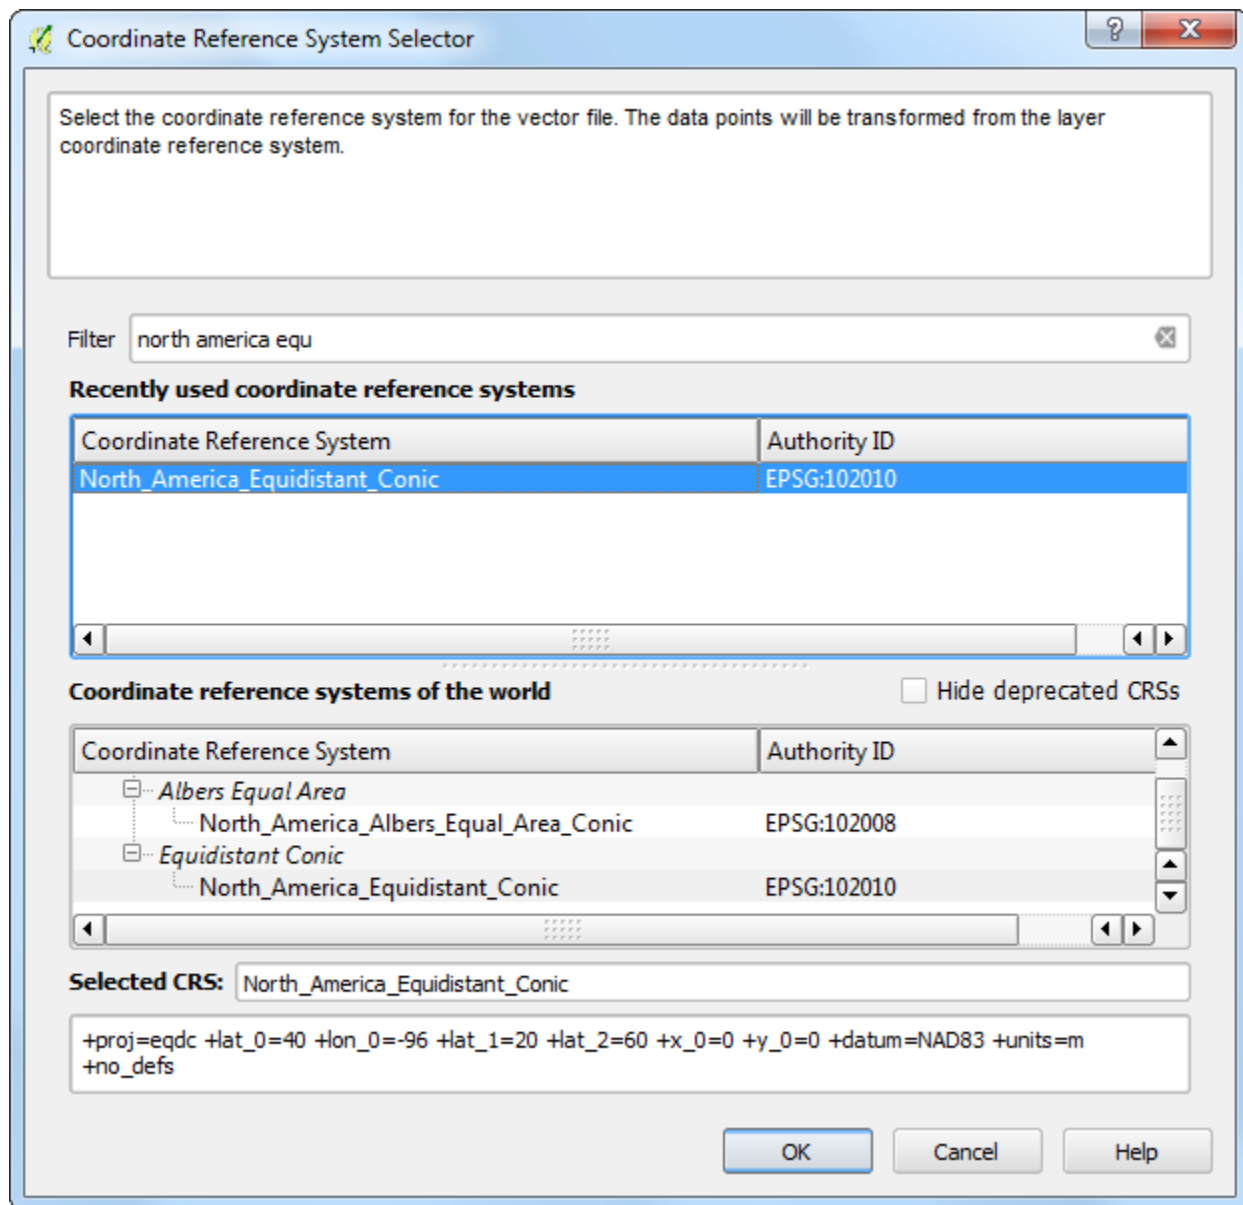 Coordinate Reference System Selector
?
X
Select the coordinate reference system for the vector file. The data points will be transformed from the layer
coordinate reference system.
Filter north america equ
Recently used coordinate reference systems
Coordinate Reference System Authority ID
North_America_Equidistant_Conic EPSG:102010
Coordinate reference systems of the world Hide deprecated CRSs
Coordinate Reference System Authority ID
Albers Equal Area
North_America_Albers_Equal_Area_Conic EPSG:102008
Equidistant Conic
North_America_Equidistant_Conic EPSG:102010
Selected CRS: North_America_Equidistant_Conic
+proj=eqdc +lat_0=40 +lon_0=-96 +lat_1=20 +lat_2=60 +x_0=0 +y_0=0 +datum=NAD83 +units=m
+no_defs
OK Cancel Help